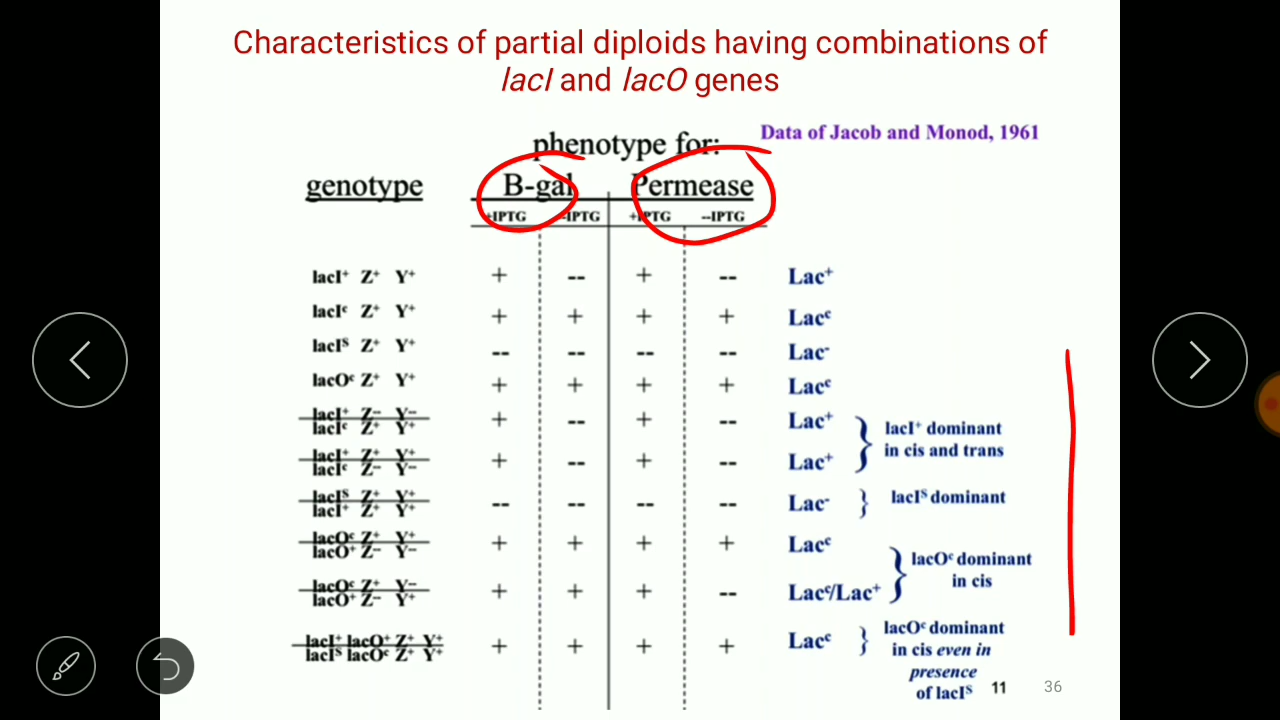 Characteristics of partial diploids having combinations of
lacI and lacO genes
phenotype for:
Data of Jacob and Monod, 1961
genotype B-gal Permease
+IPTG --IPTG +IPTG --IPTG
lacI⁺ Z⁺ Y⁺ + -- + -- Lac⁺
lacIᶜ Z⁺ Y⁺ + + + + Lacᶜ
lacIˢ Z⁺ Y⁺ -- -- -- -- Lac⁻
lacOᶜ Z⁺ Y⁺ + + + + Lacᶜ
lacI⁺ Z⁻ Y⁻
lacIᶜ Z⁺ Y⁺ + -- + -- Lac⁺
lacI⁺ dominant
in cis and trans
lacI⁺ Z⁺ Y⁺
lacIᶜ Z⁻ Y⁻ + -- + -- Lac⁺
lacIˢ Z⁺ Y⁺
lacI⁺ Z⁺ Y⁺ -- -- -- -- Lac⁻ } lacIˢ dominant
lacOᶜ Z⁺ Y⁺
lacO⁺ Z⁻ Y⁻ + + + + Lacᶜ
lacOᶜ dominant
in cis
lacOᶜ Z⁺ Y⁻
lacO⁺ Z⁻ Y⁺ + + + -- Lacᶜ/Lac⁺
lacI⁺ lacO⁺ Z⁺ Y⁺
lacIˢ lacOᶜ Z⁺ Y⁺ + + + + Lacᶜ
lacOᶜ dominant
in cis even in
presence
of lacIˢ
11 36